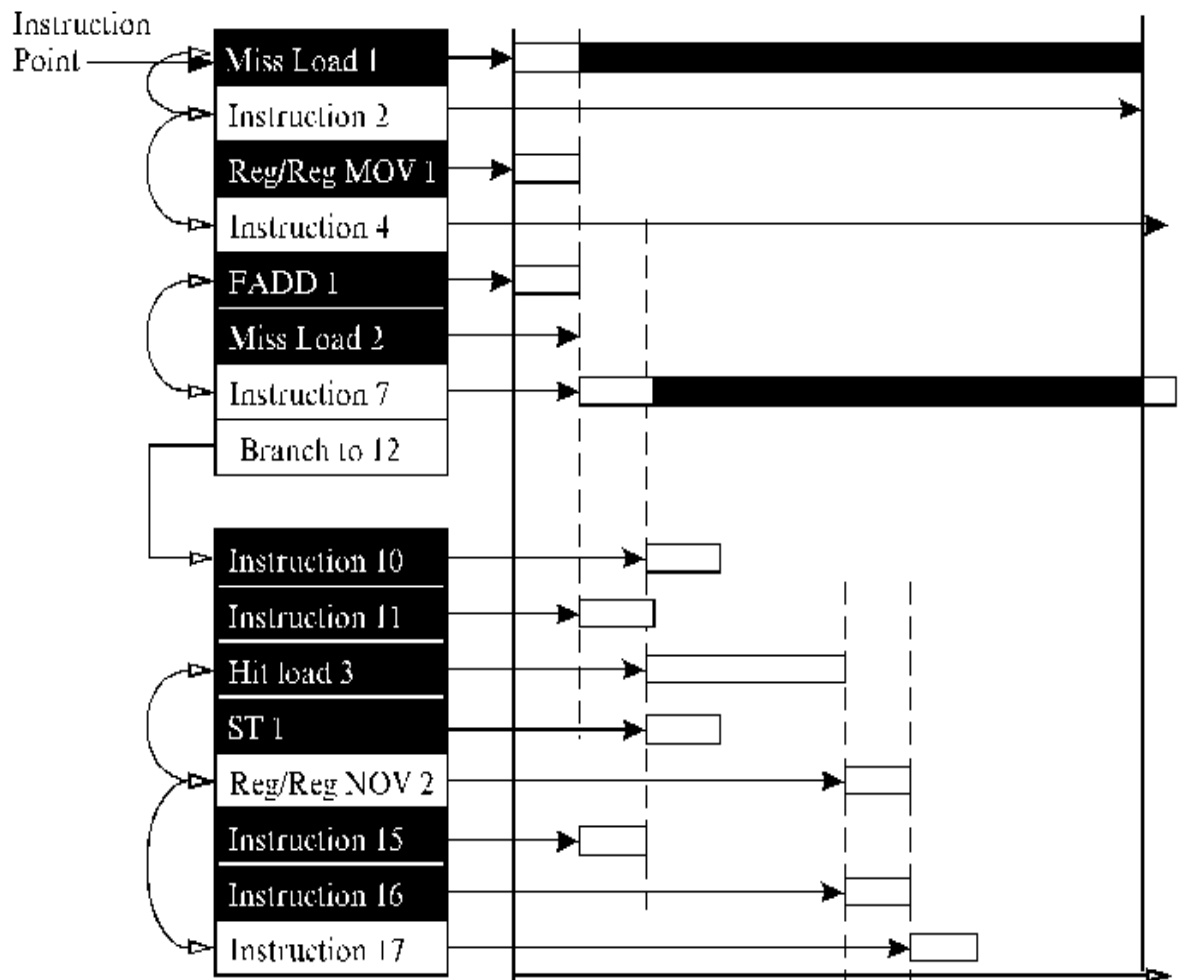 Instruction
Point
Miss Load 1
Instruction 2
Reg/Reg MOV 1
Instruction 4
FADD 1
Miss Load 2
Instruction 7
Branch to 12
Instruction 10
Instruction 11
Hit load 3
ST 1
Reg/Reg NOV 2
Instruction 15
Instruction 16
Instruction 17